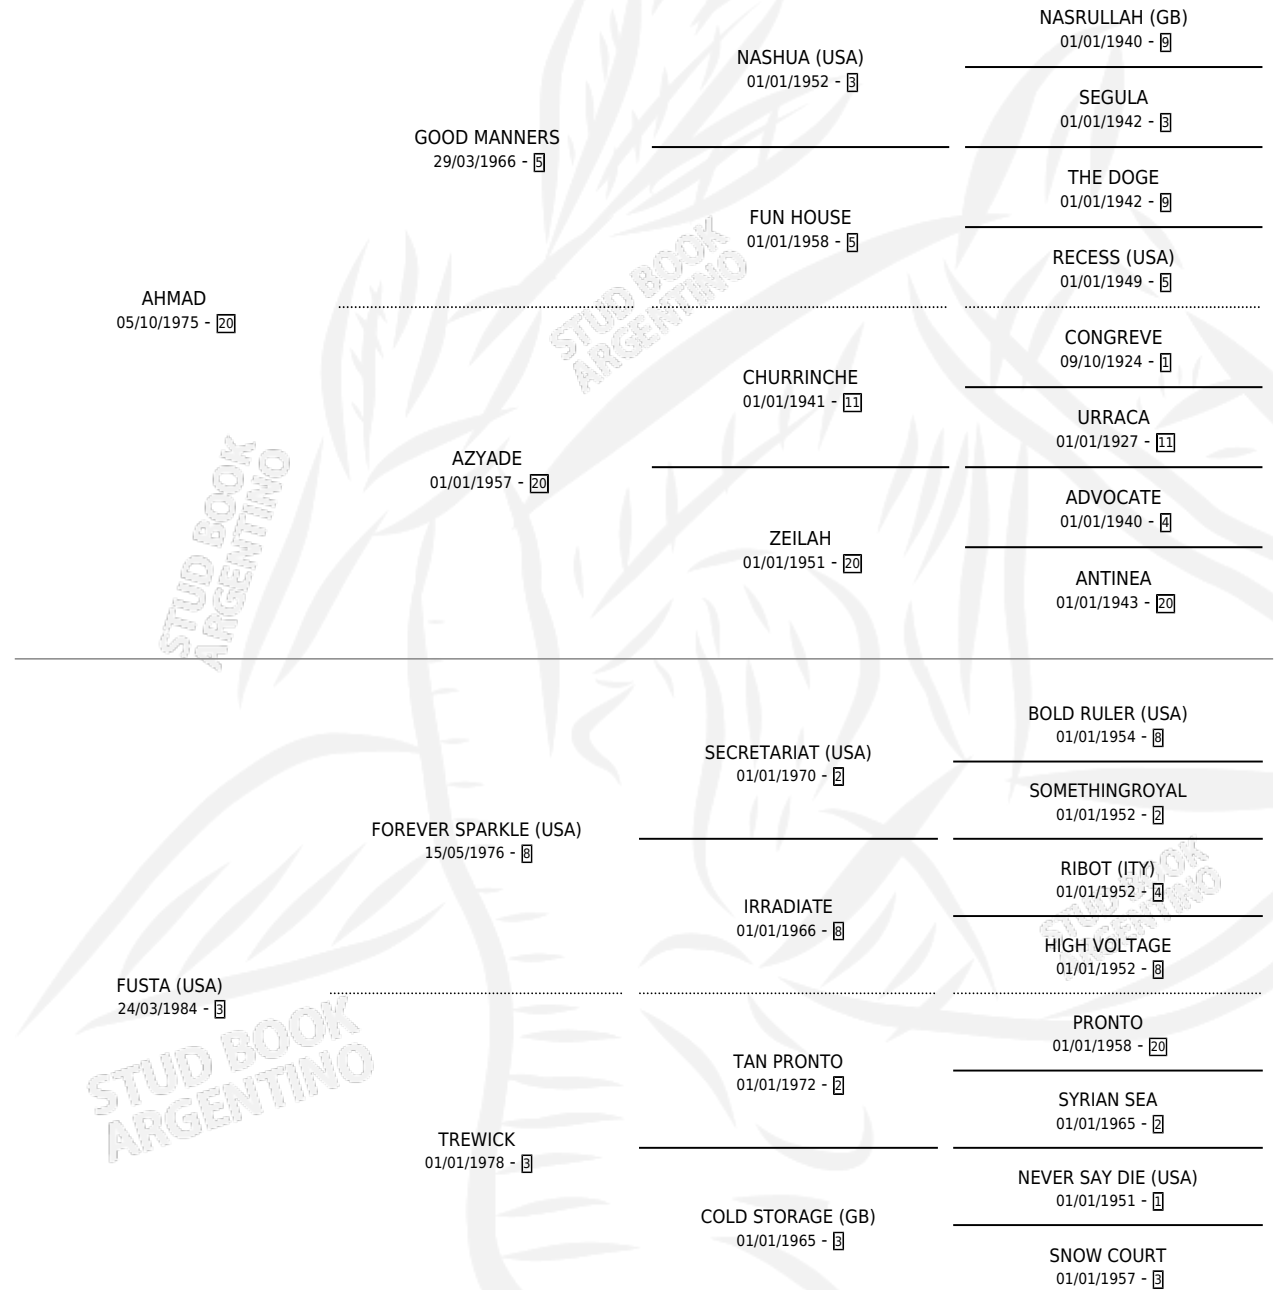 NASRULLAH (GB)
01/01/1940 - 9
NASHUA (USA)
01/01/1952 - 3
SEGULA
01/01/1942 - 3
GOOD MANNERS
29/03/1966 - 5
THE DOGE
01/01/1942 - 9
FUN HOUSE
01/01/1958 - 5
RECESS (USA)
01/01/1949 - 5
AHMAD
05/10/1975 - 20
CONGREVE
09/10/1924 - 1
CHURRINCHE
01/01/1941 - 11
URRACA
01/01/1927 - 11
AZYADE
01/01/1957 - 20
ADVOCATE
01/01/1940 - 4
ZEILAH
01/01/1951 - 20
ANTINEA
01/01/1943 - 20
BOLD RULER (USA)
01/01/1954 - 8
SECRETARIAT (USA)
01/01/1970 - 2
SOMETHINGROYAL
01/01/1952 - 2
FOREVER SPARKLE (USA)
15/05/1976 - 8
RIBOT (ITY)
01/01/1952 - 4
IRRADIATE
01/01/1966 - 8
HIGH VOLTAGE
01/01/1952 - 8
FUSTA (USA)
24/03/1984 - 3
PRONTO
01/01/1958 - 20
TAN PRONTO
01/01/1972 - 2
SYRIAN SEA
01/01/1965 - 2
TREWICK
01/01/1978 - 3
NEVER SAY DIE (USA)
01/01/1951 - 1
COLD STORAGE (GB)
01/01/1965 - 3
SNOW COURT
01/01/1957 - 3
STUD BOOK
ARGENTINO
STUD BOOK
ARGENTINO
STUD BOOK
ARGENTINO
STUD BOOK
ARGENTINO